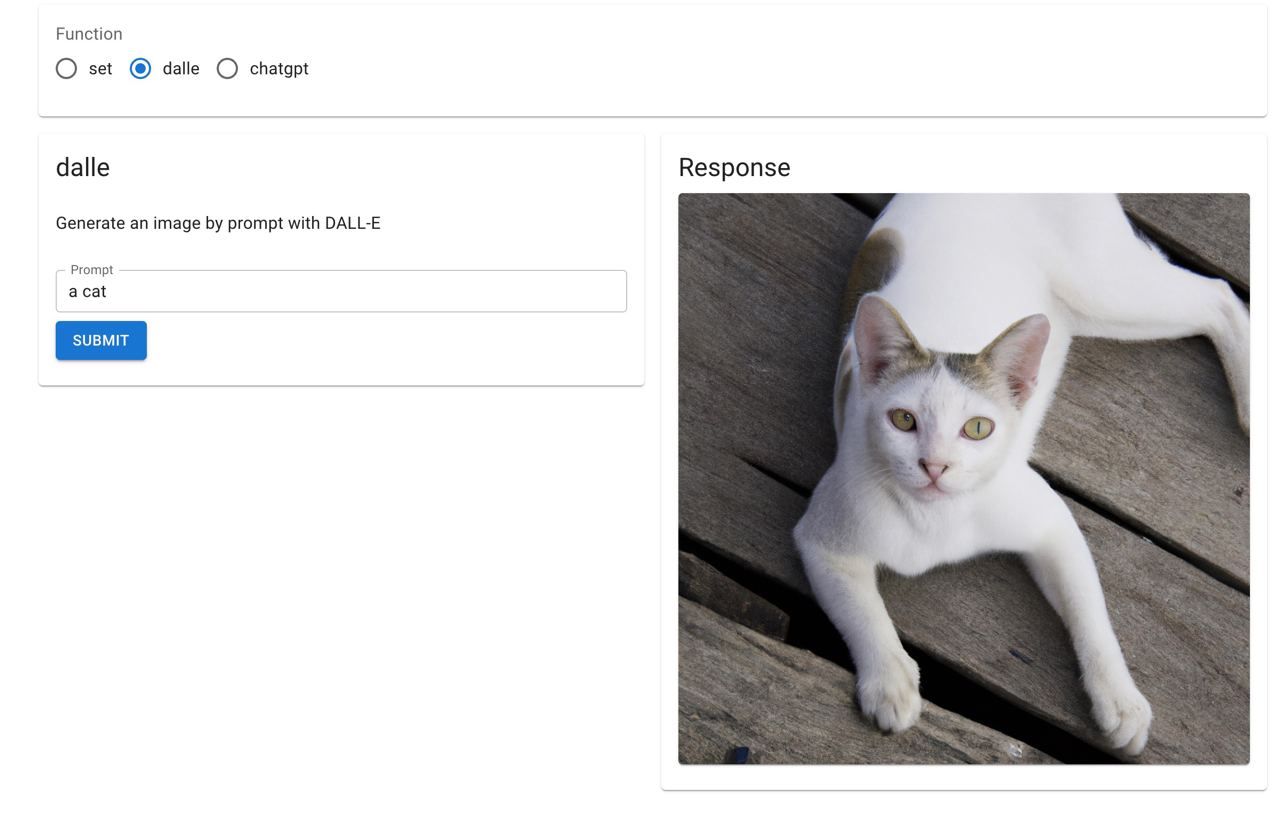 Function
set dalle chatgpt
dalle
Generate an image by prompt with DALL-E
Prompt
a cat
SUBMIT
Response